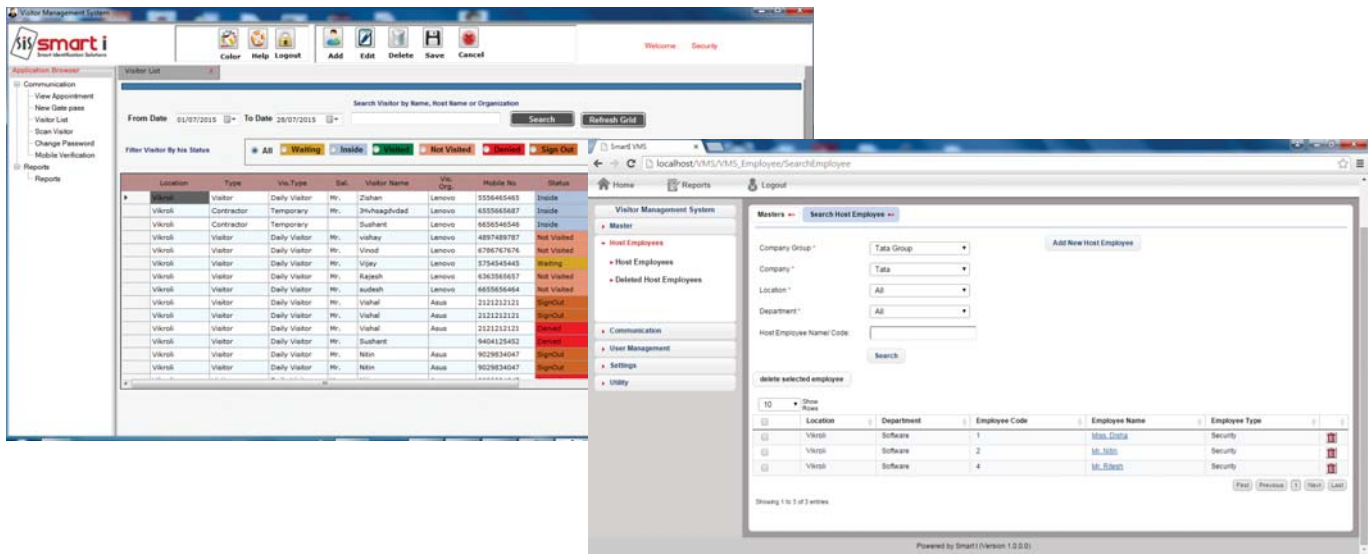 Visitor Management System
SiS smart i
Smart Identification Solutions
Color Help Logout Add Edit Delete Save Cancel
Welcome Security
Application Browser
Communication
View Appointment
New Gate pass
Visitor List
Scan Visitor
Change Password
Mobile Verification
Reports
Reports
Visitor List x
Search Visitor by Name, Host Name or Organization
From Date 01/07/2015 To Date 28/07/2015 Search Refresh Grid
Filter Visitor By his Status All Waiting Inside Visited Not Visited Denied Sign Out
Location Type Vis.Type Sal. Visitor Name Vis. Org. Mobile No Status
Vikroli Visitor Daily Visitor Mr. Zishan Lenovo 5556465465 Inside
Vikroli Contractor Temporary Mr. Lenovo 6555665687 Inside
Vikroli Contractor Temporary Sushant Lenovo 6656546546 Inside
Vikroli Visitor Daily Visitor Mr. vishay Lenovo 4897489787 Not Visited
Vikroli Visitor Daily Visitor Mr. Vinod Lenovo 6786767676 Not Visited
Vikroli Visitor Daily Visitor Mr. Vijay Lenovo 5754545445 Waiting
Vikroli Visitor Daily Visitor Mr. Rajesh Lenovo 6363565657 Not Visited
Vikroli Visitor Daily Visitor Mr. sudesh Lenovo 6655656464 Not Visited
Vikroli Visitor Daily Visitor Mr. Vishal Asus 2121212121 SignOut
Vikroli Visitor Daily Visitor Mr. Vishal Asus 2121212121 SignOut
Vikroli Visitor Daily Visitor Mr. Vishal Asus 2121212121 Denied
Vikroli Visitor Daily Visitor Mr. Sushant 9404125452 Denied
Vikroli Visitor Daily Visitor Mr. Nitin Asus 9029834047 SignOut
Vikroli Visitor Daily Visitor Mr. Nitin Asus 9029834047 SignOut
SmartI VMS
localhost/VMS/VMS_Employee/SearchEmployee
Home Reports Logout
Visitor Management System
Master
Host Employees
Host Employees
Deleted Host Employees
Communication
User Management
Settings
Utility
Masters Search Host Employee
Company Group * Tata Group
Add New Host Employee
Company * Tata
Location * All
Department * All
Host Employee Name/ Code:
Search
delete selected employee
10 Show Rows
Location Department Employee Code Employee Name Employee Type
Vikroli Software 1 Miss. Disha Security
Vikroli Software 2 Mr. Nitin Security
Vikroli Software 4 Mr. Ritesh Security
First Previous 1 Next Last
Showing 1 to 3 of 3 entries
Powered by Smart I (Version 1.0.0.0)